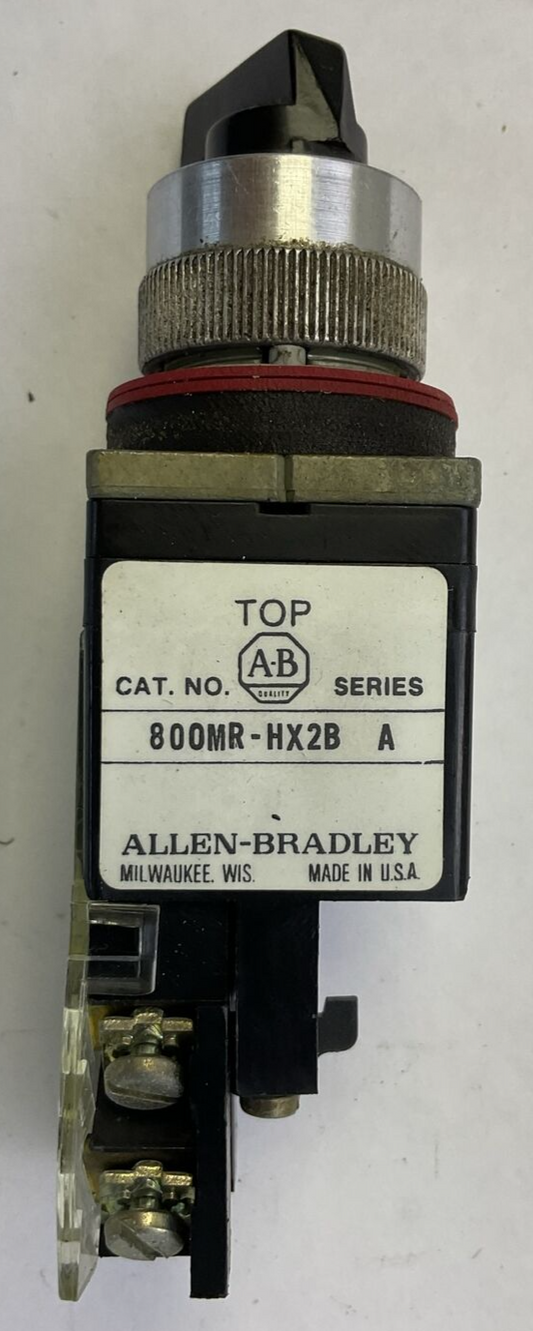 TOP
A-B
QUALITY
CAT. NO. SERIES
800MR-HX2B A
ALLEN-BRADLEY
MILWAUKEE. WIS. MADE IN U.S.A.